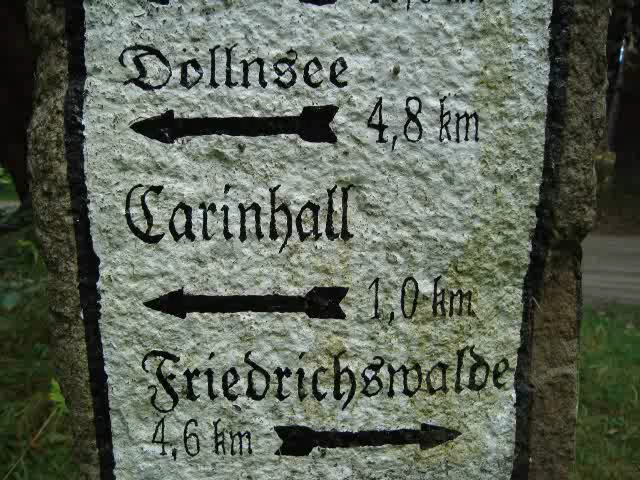 Döllnsee
4,8 km
Carinhall
1,0 km
Friedrichswalde
4,6 km